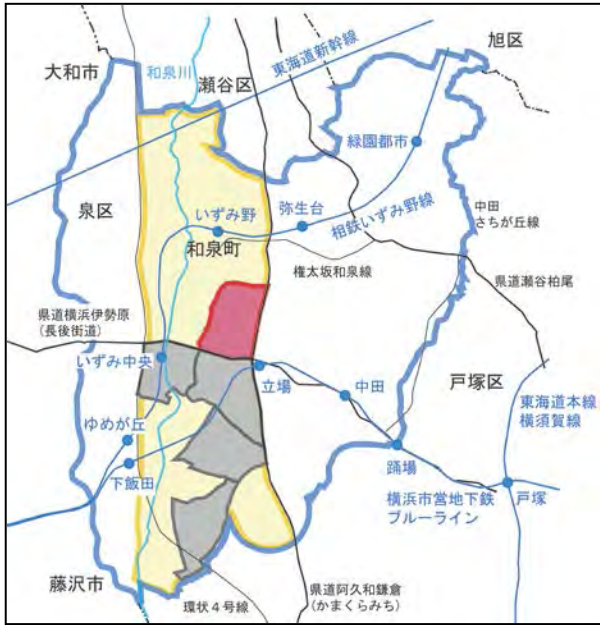 旭区
東海道新幹線
大和市
和泉川
瀬谷区
緑園都市
泉区
中田
さちが丘線
いずみ野
弥生台
相鉄いずみ野線
和泉町
権太坂和泉線
県道瀬谷柏尾
県道横浜伊勢原
(長後街道)
いずみ中央
立場
中田
戸塚区
東海道本線
横須賀線
ゆめが丘
下飯田
踊場
横浜市営地下鉄
ブルーライン
戸塚
藤沢市
環状4号線
県道阿久和鎌倉
(かまくらみち)